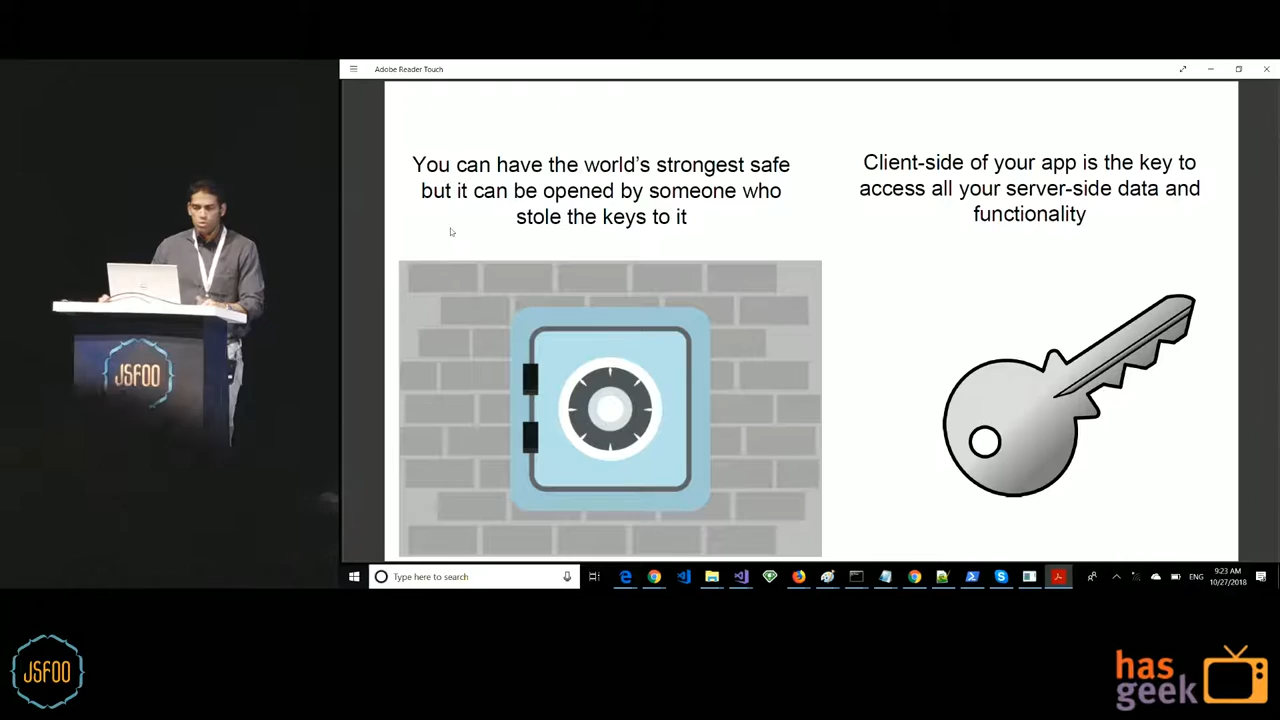 Adobe Reader Touch
You can have the world's strongest safe
but it can be opened by someone who
stole the keys to it
Client-side of your app is the key to
access all your server-side data and
functionality
JSFOO
Type here to search
ENG
9:23 AM
10/27/2018
JSFOO
has
geek